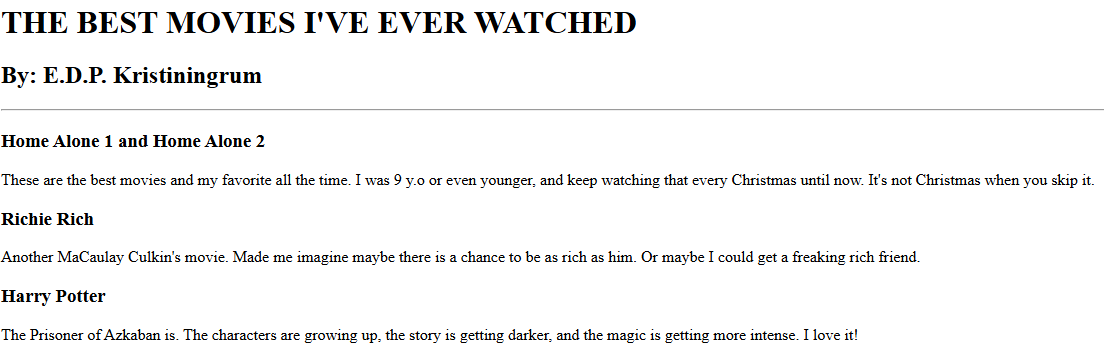 THE BEST MOVIES I'VE EVER WATCHED
By: E.D.P. Kristiningrum
Home Alone 1 and Home Alone 2
These are the best movies and my favorite all the time. I was 9 y.o or even younger, and keep watching that every Christmas until now. It's not Christmas when you skip it.
Richie Rich
Another MaCaulay Culkin's movie. Made me imagine maybe there is a chance to be as rich as him. Or maybe I could get a freaking rich friend.
Harry Potter
The Prisoner of Azkaban is. The characters are growing up, the story is getting darker, and the magic is getting more intense. I love it!